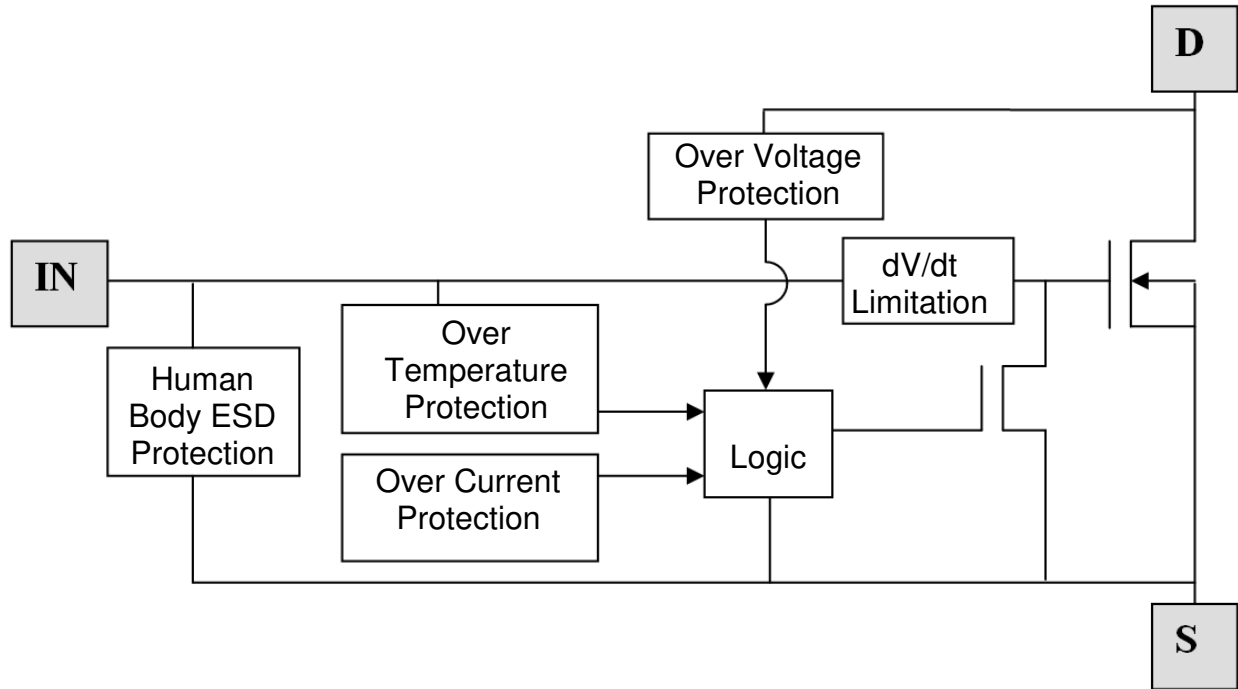 D
Over Voltage
Protection
IN
dV/dt
Limitation
Over
Temperature
Protection
Human
Body ESD
Protection
Logic
Over Current
Protection
S